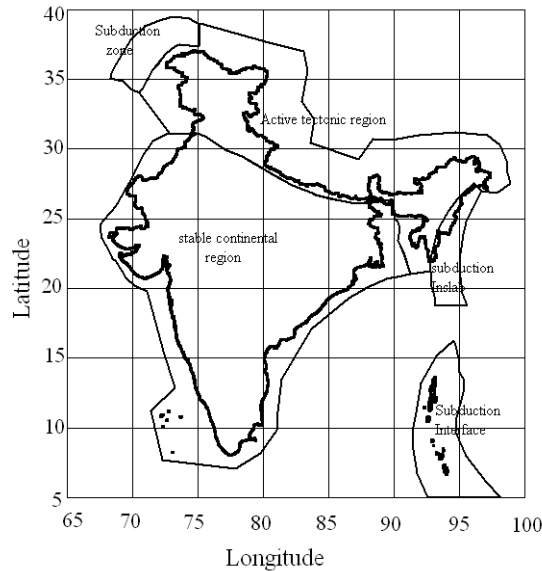 40
35
30
25
20
15
10
5
Latitude
Subduction
zone
Active tectonic region
stable continental
region
subduction
Inslab
Subduction
Interface
65 70 75 80 85 90 95 100
Longitude